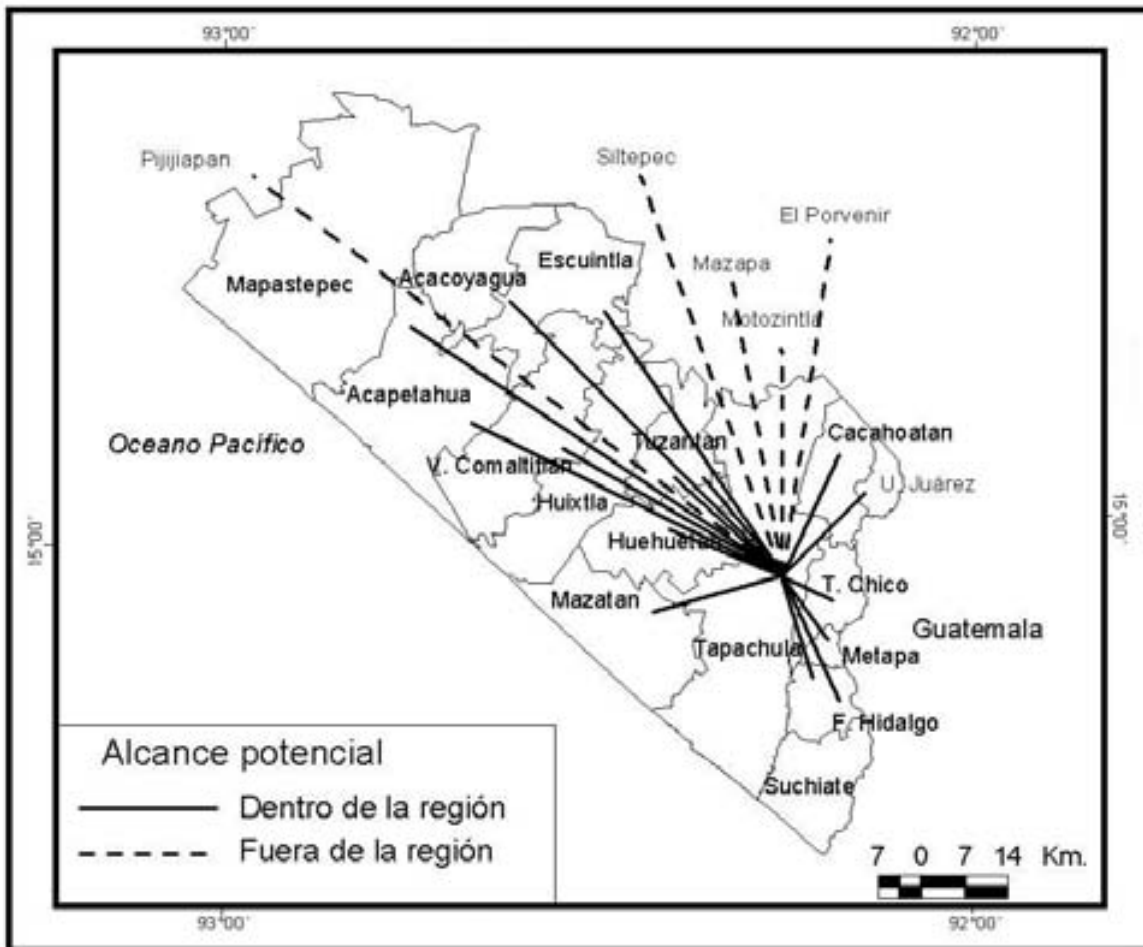 93°00´
92°00´
Pijijiapan
Siltepec
El Porvenir
Escuintla
Mazapa
Acacoyagua
Mapastepec
Motozintla
Acapetahua
Cacahoatan
Oceano Pacífico
Tuzantan
V. Comaltitlán
U. Juárez
Huixtla
15°00´
15°00´
Huehuetan
T. Chico
Mazatan
Guatemala
Tapachula
Metapa
F. Hidalgo
Alcance potencial
Suchiate
Dentro de la región
Fuera de la región
7 0 7 14 Km.
93°00´
92°00´